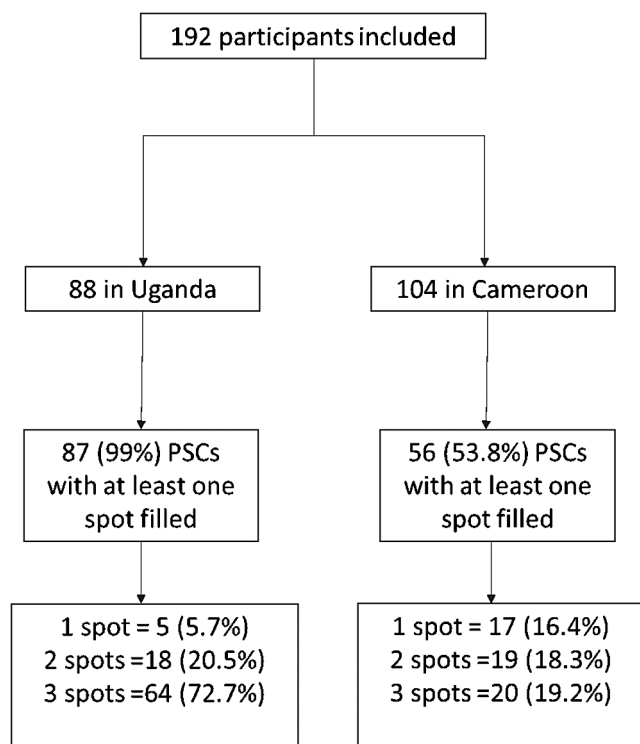 192 participants included
88 in Uganda
104 in Cameroon
87 (99%) PSCs
with at least one
spot filled
56 (53.8%) PSCs
with at least one
spot filled
1 spot = 5 (5.7%)
2 spots =18 (20.5%)
3 spots =64 (72.7%)
1 spot = 17 (16.4%)
2 spots =19 (18.3%)
3 spots =20 (19.2%)